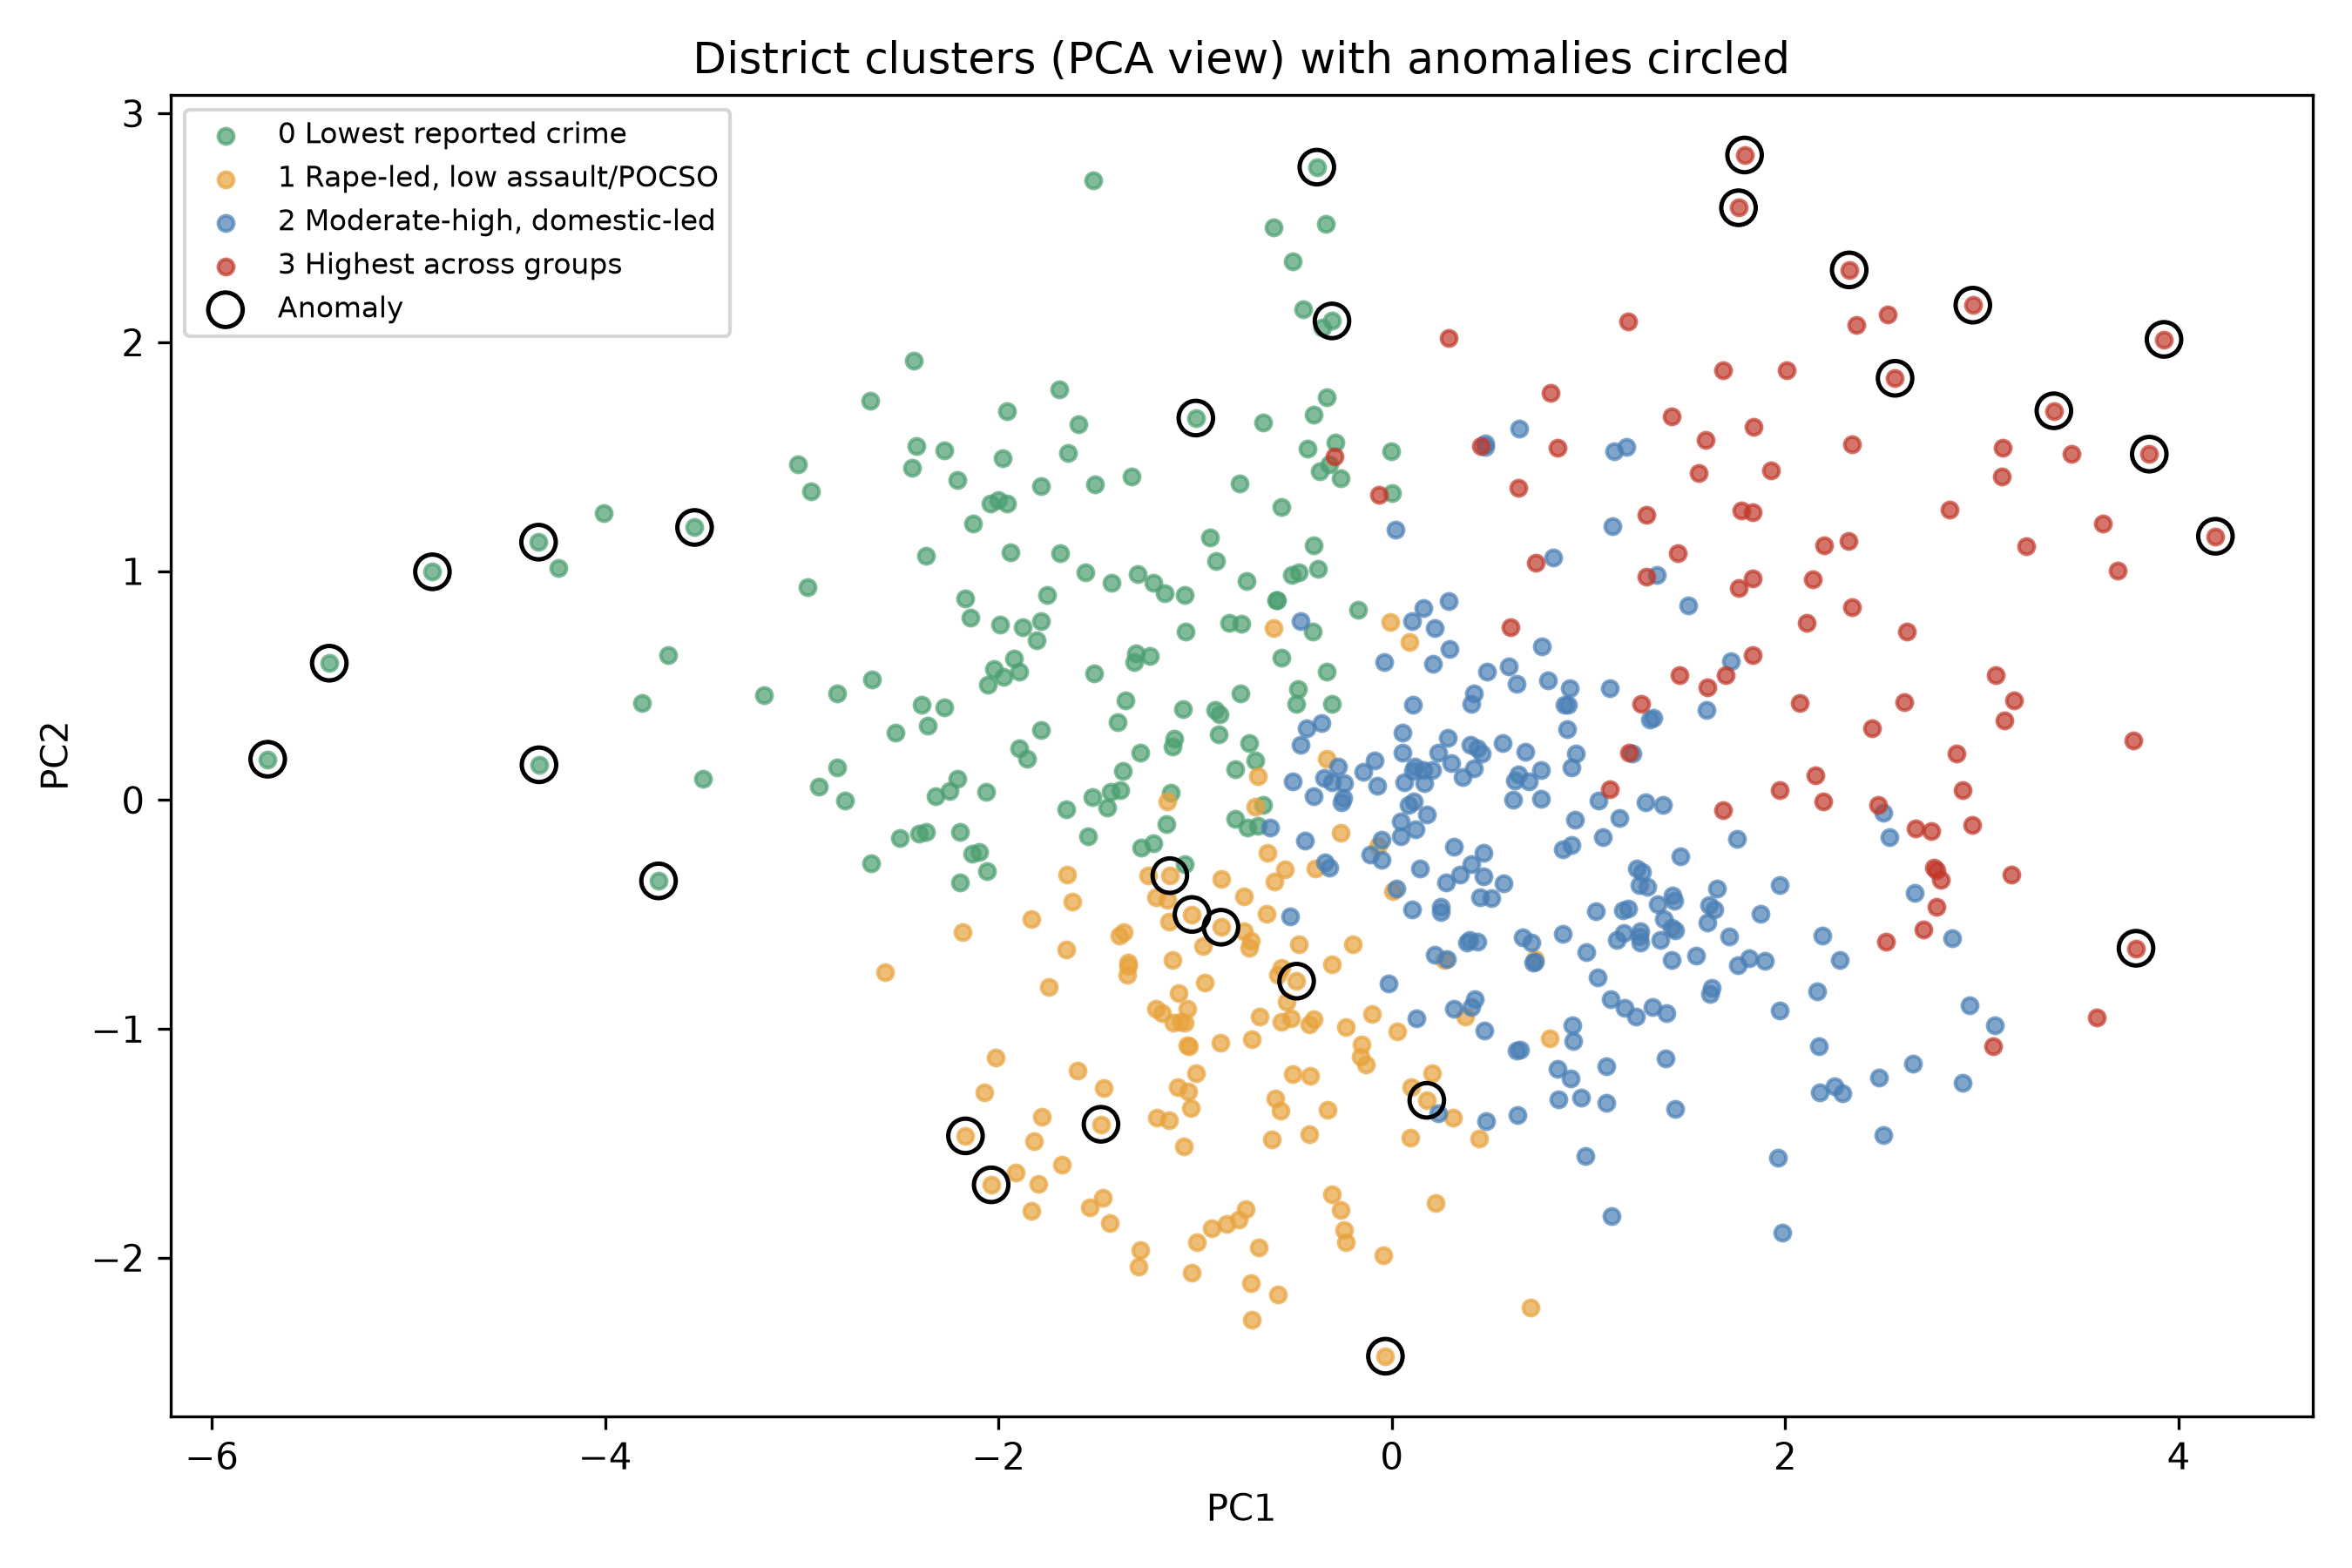 District clusters (PCA view) with anomalies circled
0 Lowest reported crime
1 Rape-led, low assault/POCSO
2 Moderate-high, domestic-led
3 Highest across groups
Anomaly
PC2
3
2
1
0
−1
−2
−6
−4
−2
0
2
4
PC1